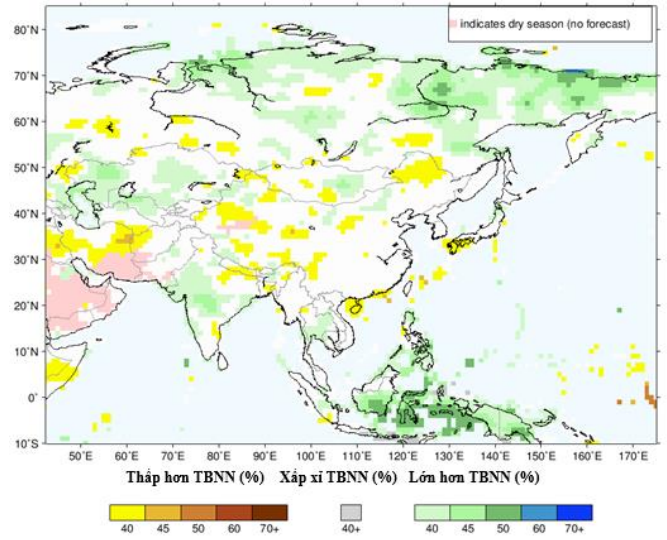 indicates dry season (no forecast)
80°N
70°N
60°N
50°N
40°N
30°N
20°N
10°N
0°
10°S
50°E 60°E 70°E 80°E 90°E 100°E 110°E 120°E 130°E 140°E 150°E 160°E 170°E
Thấp hơn TBNN (%) Xấp xỉ TBNN (%) Lớn hơn TBNN (%)
40 45 50 60 70+ 40+ 40 45 50 60 70+